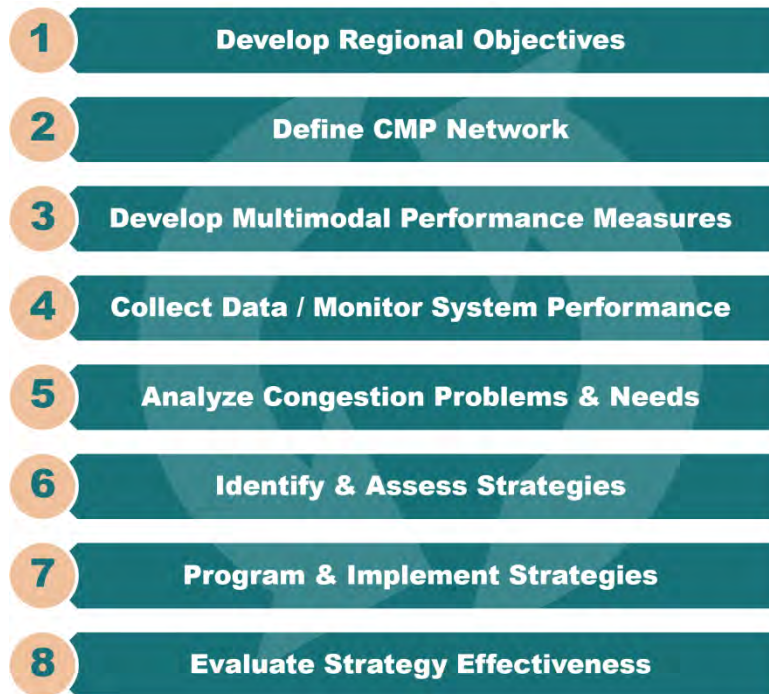 1 Develop Regional Objectives
2 Define CMP Network
3 Develop Multimodal Performance Measures
4 Collect Data / Monitor System Performance
5 Analyze Congestion Problems & Needs
6 Identify & Assess Strategies
7 Program & Implement Strategies
8 Evaluate Strategy Effectiveness